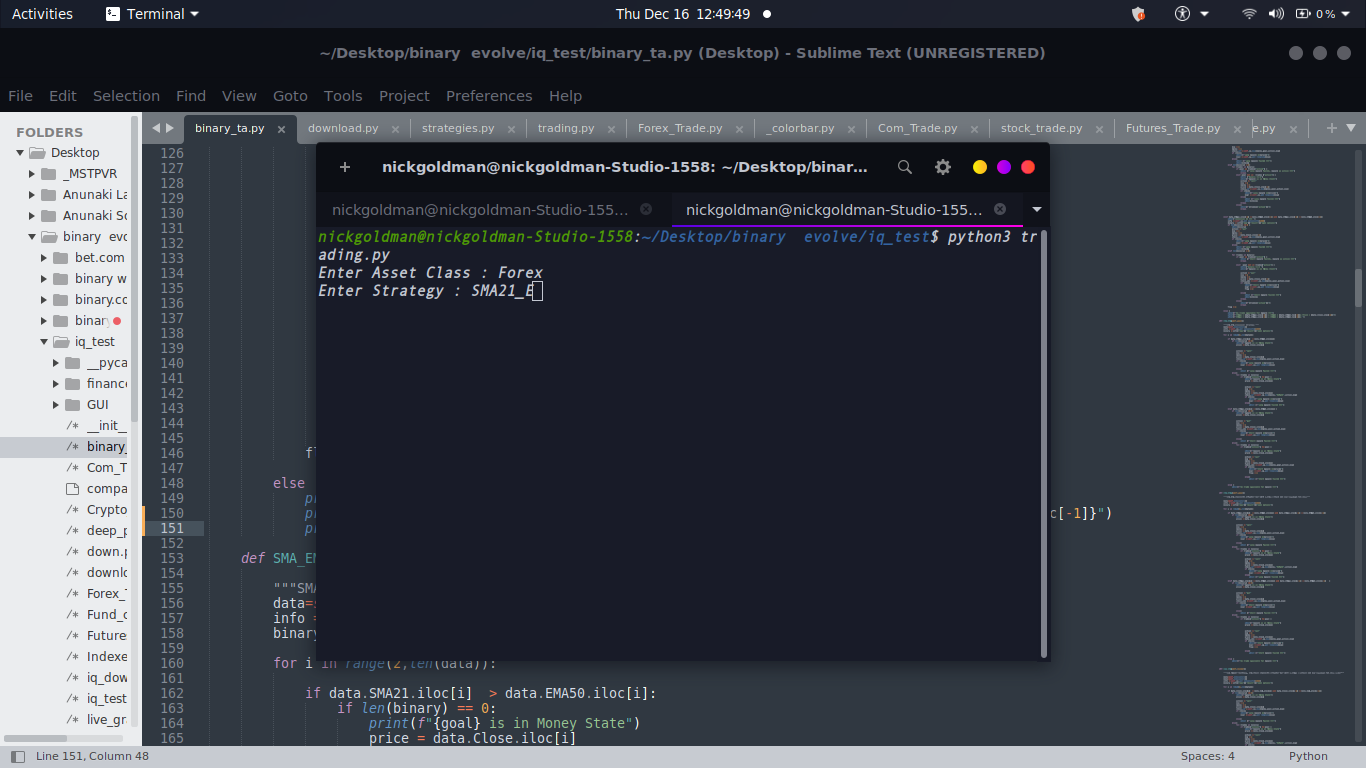 Activities Terminal Thu Dec 16 12:49:49 0 %
~/Desktop/binary evolve/iq_test/binary_ta.py (Desktop) - Sublime Text (UNREGISTERED)
File Edit Selection Find View Goto Tools Project Preferences Help
FOLDERS
Desktop
_MSTPVR
Anunaki La
Anunaki So
binary evo
bet.com
binary w
binary.co
binary
iq_test
__pyca
finance
GUI
/* __init__
/* binary_
/* Com_T
compa
/* Crypto
/* deep_p
/* down.p
/* downlo
/* Forex_T
/* Fund_c
/* Future
/* Indexe
/* iq_dow
/* iq_test
/* live_gra
binary_ta.py download.py strategies.py trading.py Forex_Trade.py _colorbar.py Com_Trade.py stock_trade.py Futures_Trade.py e.py
nickgoldman@nickgoldman-Studio-1558: ~/Desktop/binar...
nickgoldman@nickgoldman-Studio-155... nickgoldman@nickgoldman-Studio-155...
nickgoldman@nickgoldman-Studio-1558:~/Desktop/binary evolve/iq_test$ python3 tr
ading.py
Enter Asset Class : Forex
Enter Strategy : SMA21_E
126
127
128
129
130
131
132
133
134
135
136
137
138
139
140
141
142
143
144
145
146 f
147
148 else
149 pr
150 pr c[-1]}")
151 pr
152
153 def SMA_EM
154
155 """SMA
156 data=
157 info =
158 binary
159
160 for i in range(2,len(data)):
161
162 if data.SMA21.iloc[i] > data.EMA50.iloc[i]:
163 if len(binary) == 0:
164 print(f"{goal} is in Money State")
165 price = data.Close.iloc[i]
Line 151, Column 48 Spaces: 4 Python